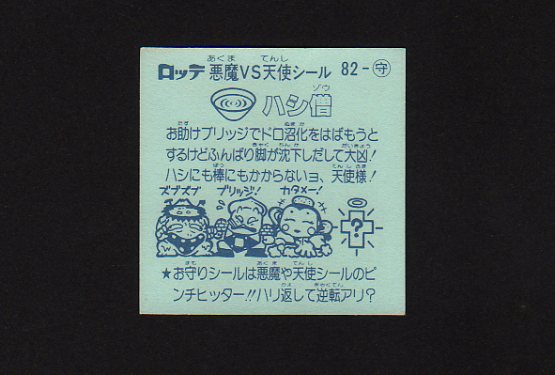 ロッテ 悪魔VS天使シール 82-守
ハシ僧
お助けブリッジでドロ沼化をはばもうと
するけどふんばり脚が沈下しだして大凶!
ハシにも棒にもかからないョ、天使様!
ズブズブ ブリッジ! カタメー!
?
★お守りシールは悪魔や天使シールのピ
ンチヒッター!!ハリ返して逆転アリ?